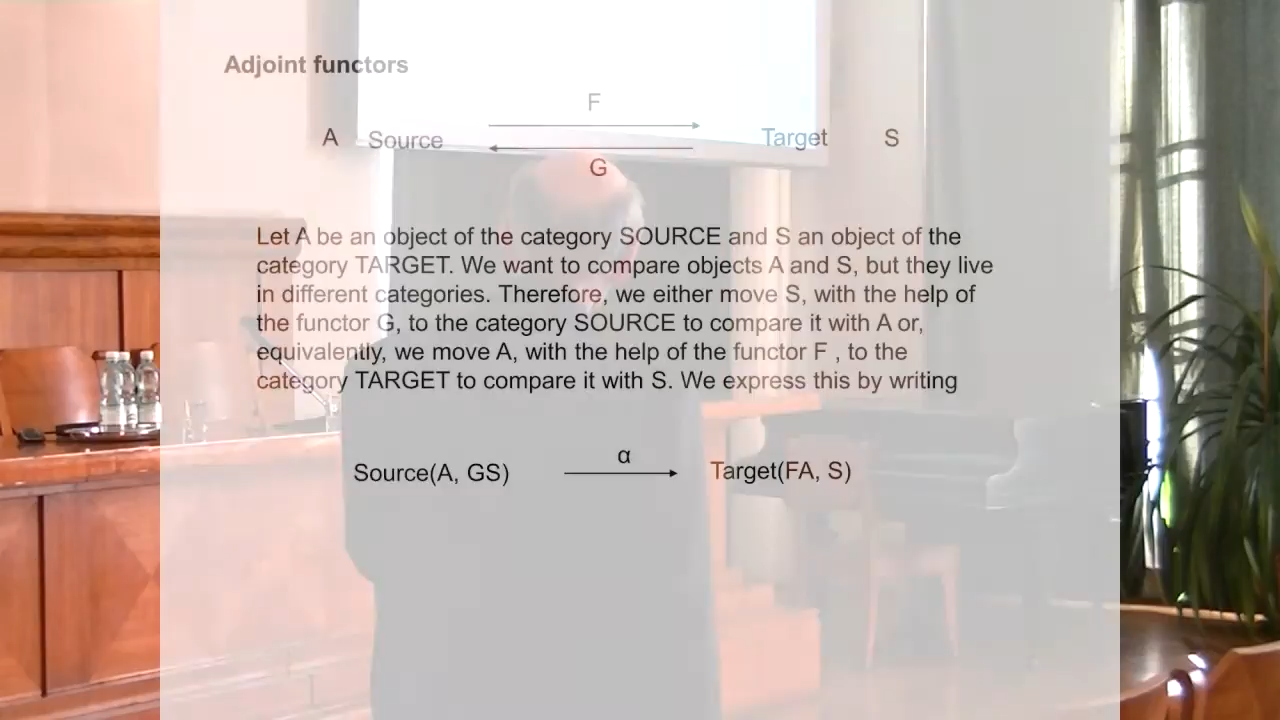 Adjoint functors
F
A Source Target S
G
Let A be an object of the category SOURCE and S an object of the
category TARGET. We want to compare objects A and S, but they live
in different categories. Therefore, we either move S, with the help of
the functor G, to the category SOURCE to compare it with A or,
equivalently, we move A, with the help of the functor F , to the
category TARGET to compare it with S. We express this by writing
α
Source(A, GS) Target(FA, S)